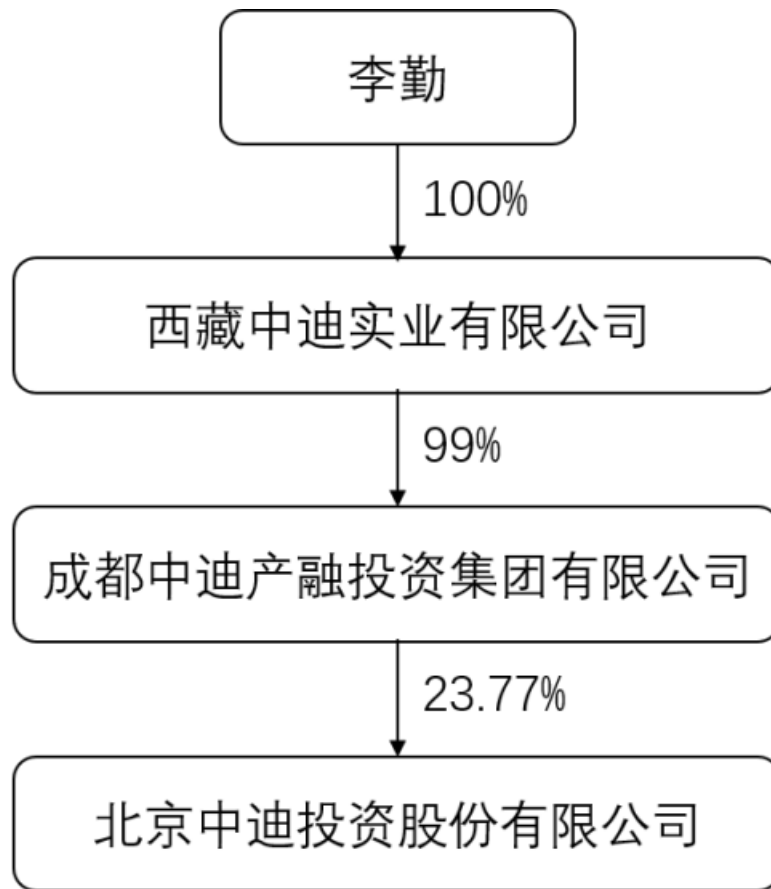 李勤
100%
西藏中迪实业有限公司
99%
成都中迪产融投资集团有限公司
23.77%
北京中迪投资股份有限公司